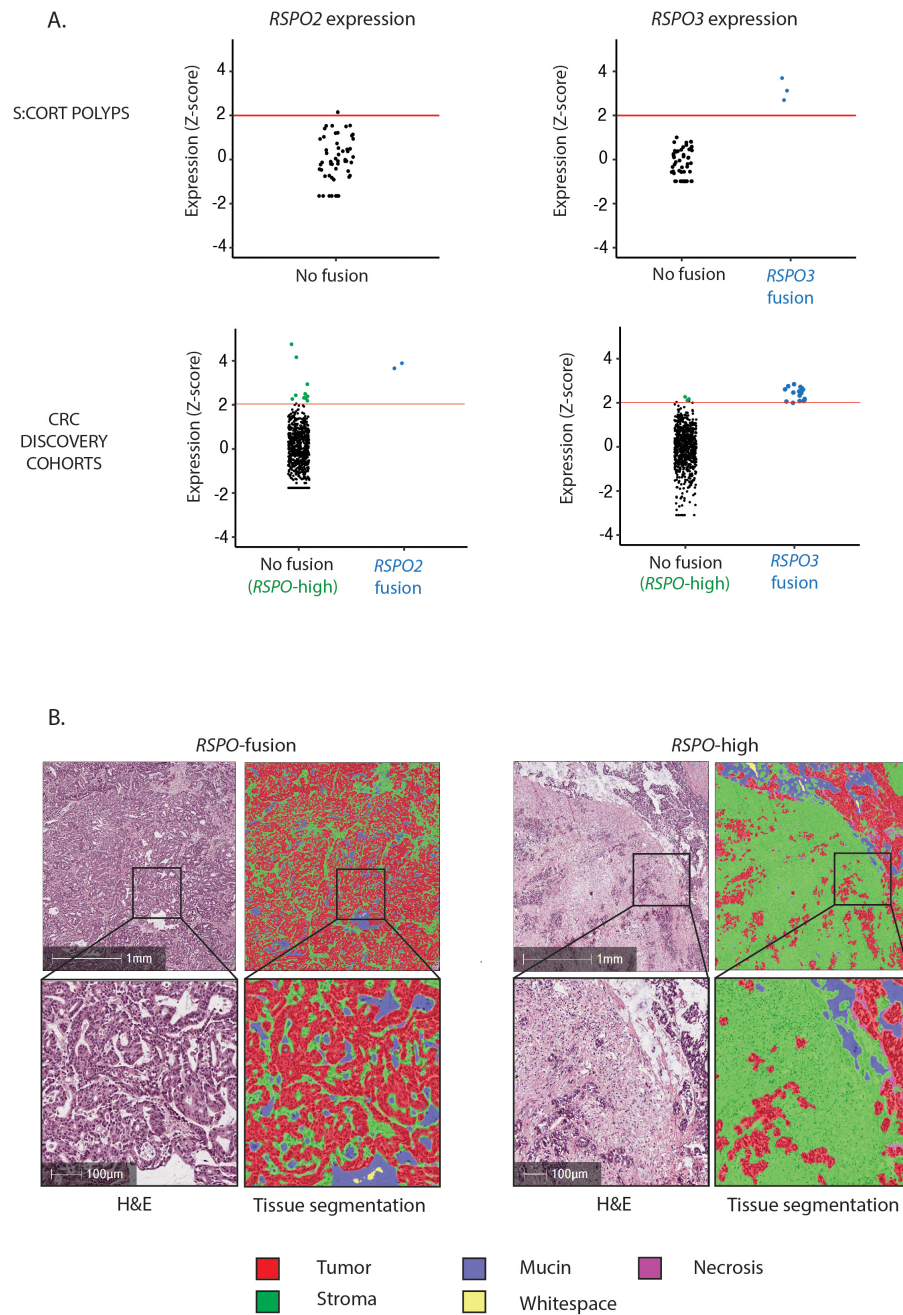 A.
RSPO2 expression
RSPO3 expression
S:CORT POLYPS
Expression (Z-score)
4
2
0
-2
-4
No fusion
Expression (Z-score)
4
2
0
-2
-4
No fusion
RSPO3
fusion
CRC
DISCOVERY
COHORTS
Expression (Z-score)
4
2
0
-2
-4
No fusion
(RSPO-high)
RSPO2
fusion
Expression (Z-score)
4
2
0
-2
-4
No fusion
(RSPO-high)
RSPO3
fusion
B.
RSPO-fusion
RSPO-high
1mm
1mm
100µm
100µm
H&E
Tissue segmentation
H&E
Tissue segmentation
Tumor
Mucin
Necrosis
Stroma
Whitespace